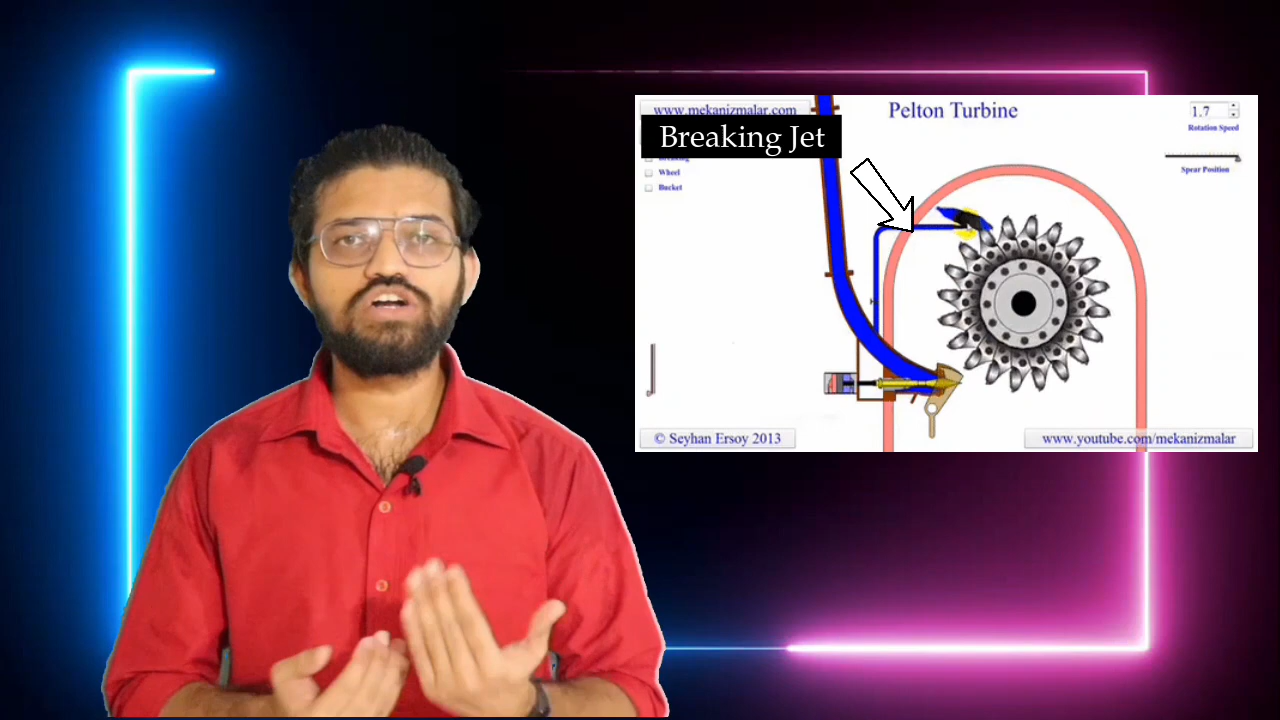 www.mekanizmalar.com
Pelton Turbine
1.7
Rotation Speed
Breaking Jet
Breaking
Wheel
Bucket
Spear Position
© Seyhan Ersoy 2013
www.youtube.com/mekanizmalar